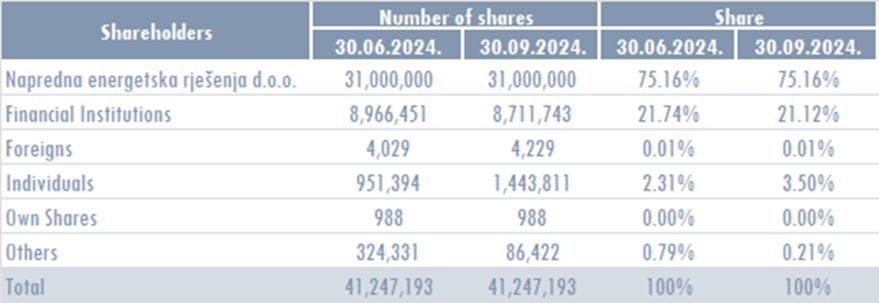 Shareholders Number of shares Share
30.06.2024. 30.09.2024. 30.06.2024. 30.09.2024.
Napredna energetska rješenja d.o.o. 31,000,000 31,000,000 75.16% 75.16%
Financial Institutions 8,966,451 8,711,743 21.74% 21.12%
Foreigns 4,029 4,229 0.01% 0.01%
Individuals 951,394 1,443,811 2.31% 3.50%
Own Shares 988 988 0.00% 0.00%
Others 324,331 86,422 0.79% 0.21%
Total 41,247,193 41,247,193 100% 100%